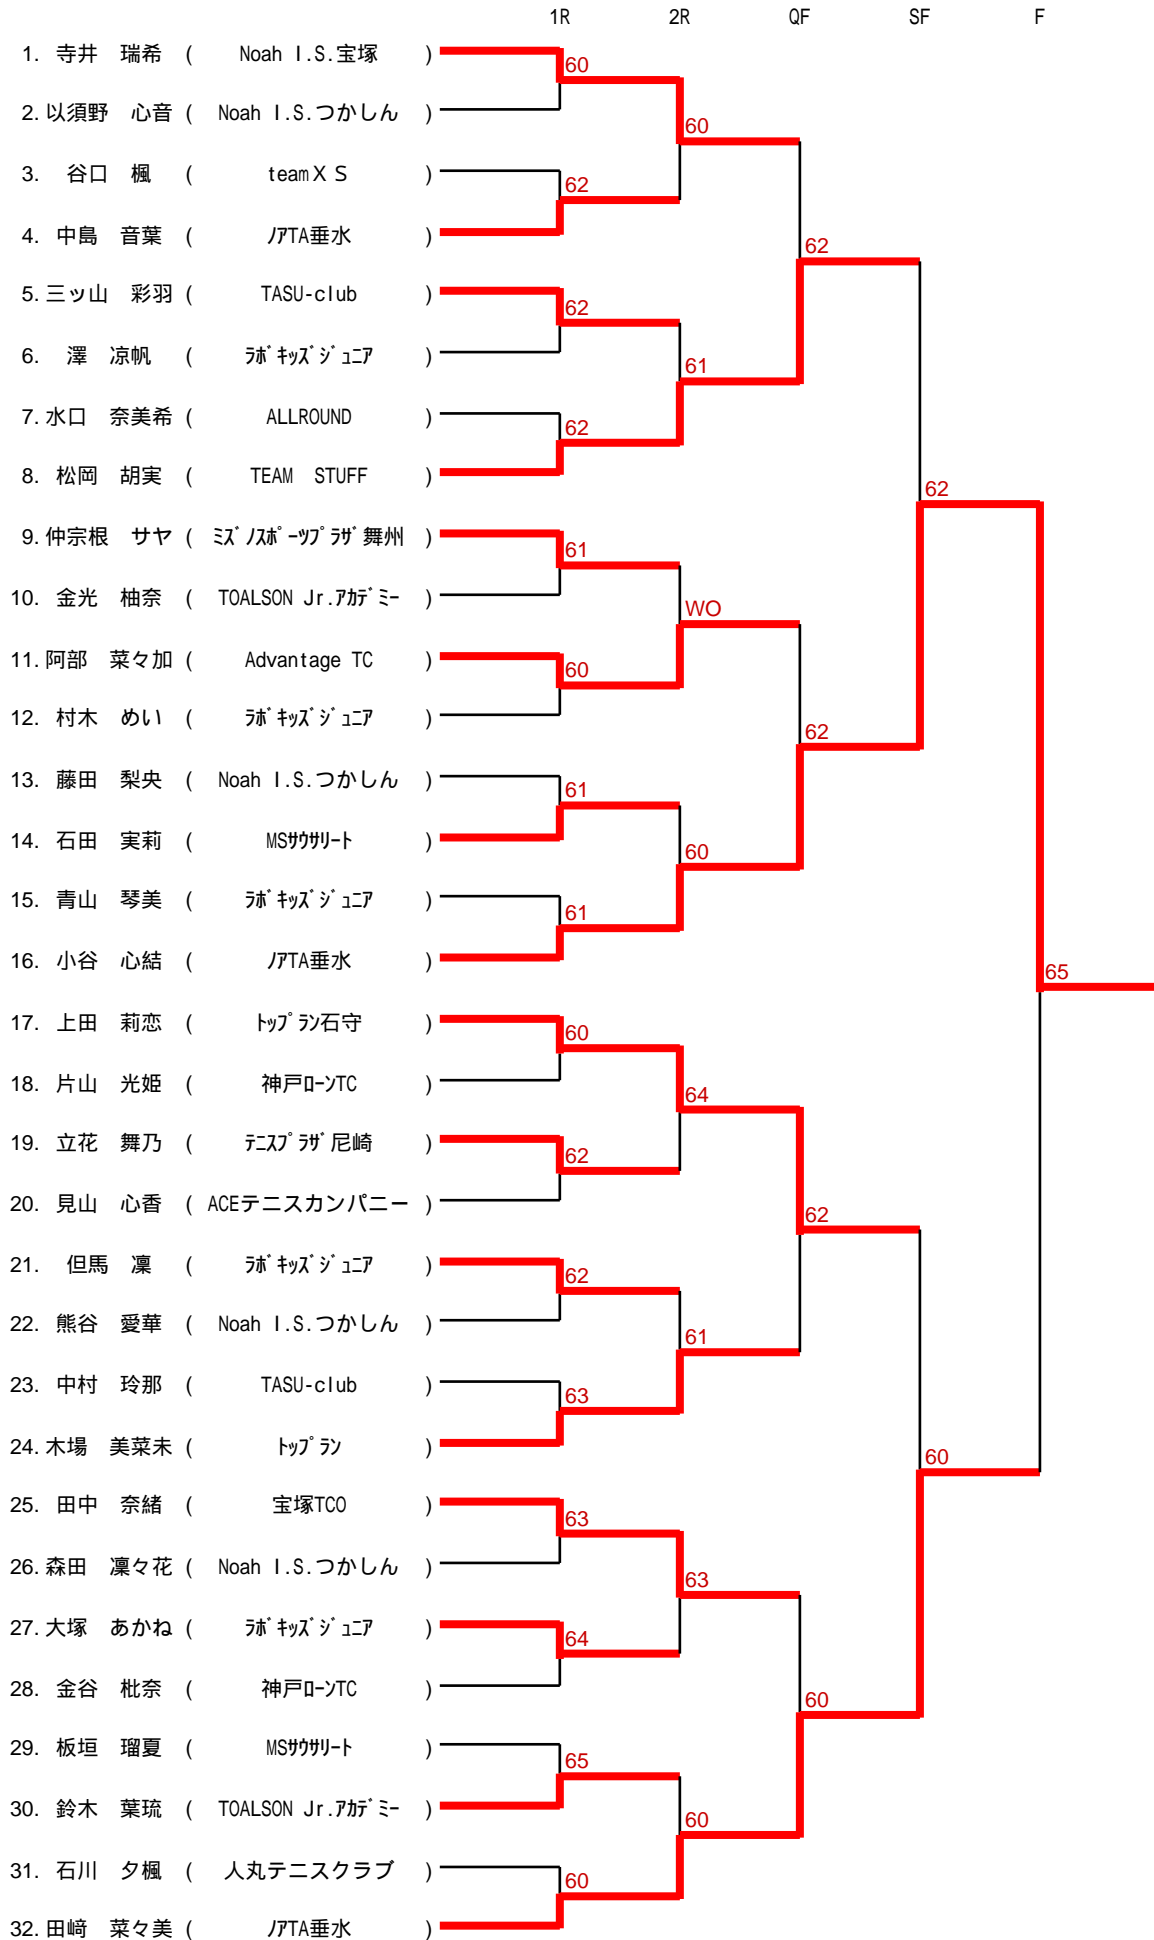 1R 2R QF SF F
1. 寺井　瑞希 ( Noah I.S.宝塚 )
60
2. 以須野　心音 ( Noah I.S.つかしん )
60
3. 谷口　楓 ( teamＸＳ )
62
4. 中島　音葉 ( ﾉｱTA垂水 )
62
5. 三ッ山　彩羽 ( TASU-club )
62
6. 澤　凉帆 ( ﾗﾎﾞｷｯｽﾞｼﾞｭﾆｱ )
61
7. 水口　奈美希 ( ALLROUND )
62
8. 松岡　胡実 ( TEAM　STUFF )
62
9. 仲宗根　サヤ ( ﾐｽﾞﾉｽﾎﾟｰﾂﾌﾟﾗｻﾞ舞州 )
61
10. 金光　柚奈 ( TOALSON Jr.ｱｶﾃﾞﾐｰ )
WO
11. 阿部　菜々加 ( Advantage TC )
60
12. 村木　めい ( ﾗﾎﾞｷｯｽﾞｼﾞｭﾆｱ )
62
13. 藤田　梨央 ( Noah I.S.つかしん )
61
14. 石田　実莉 ( MSｻｳｻﾘｰﾄ )
60
15. 青山　琴美 ( ﾗﾎﾞｷｯｽﾞｼﾞｭﾆｱ )
61
16. 小谷　心結 ( ﾉｱTA垂水 )
65
17. 上田　莉恋 ( ﾄｯﾌﾟﾗﾝ石守 )
60
18. 片山　光姫 ( 神戸ﾛｰﾝTC )
64
19. 立花　舞乃 ( ﾃﾆｽﾌﾟﾗｻﾞ尼崎 )
62
20. 見山　心香 ( ACEテニスカンパニー )
62
21. 但馬　凜 ( ﾗﾎﾞｷｯｽﾞｼﾞｭﾆｱ )
62
22. 熊谷　愛華 ( Noah I.S.つかしん )
61
23. 中村　玲那 ( TASU-club )
63
24. 木場　美菜未 ( ﾄｯﾌﾟﾗﾝ )
60
25. 田中　奈緒 ( 宝塚TCO )
63
26. 森田　凜々花 ( Noah I.S.つかしん )
63
27. 大塚　あかね ( ﾗﾎﾞｷｯｽﾞｼﾞｭﾆｱ )
64
28. 金谷　枇奈 ( 神戸ﾛｰﾝTC )
60
29. 板垣　瑠夏 ( MSｻｳｻﾘｰﾄ )
65
30. 鈴木　葉琉 ( TOALSON Jr.ｱｶﾃﾞﾐｰ )
60
31. 石川　夕楓 ( 人丸テニスクラブ )
60
32. 田﨑　菜々美 ( ﾉｱTA垂水 )